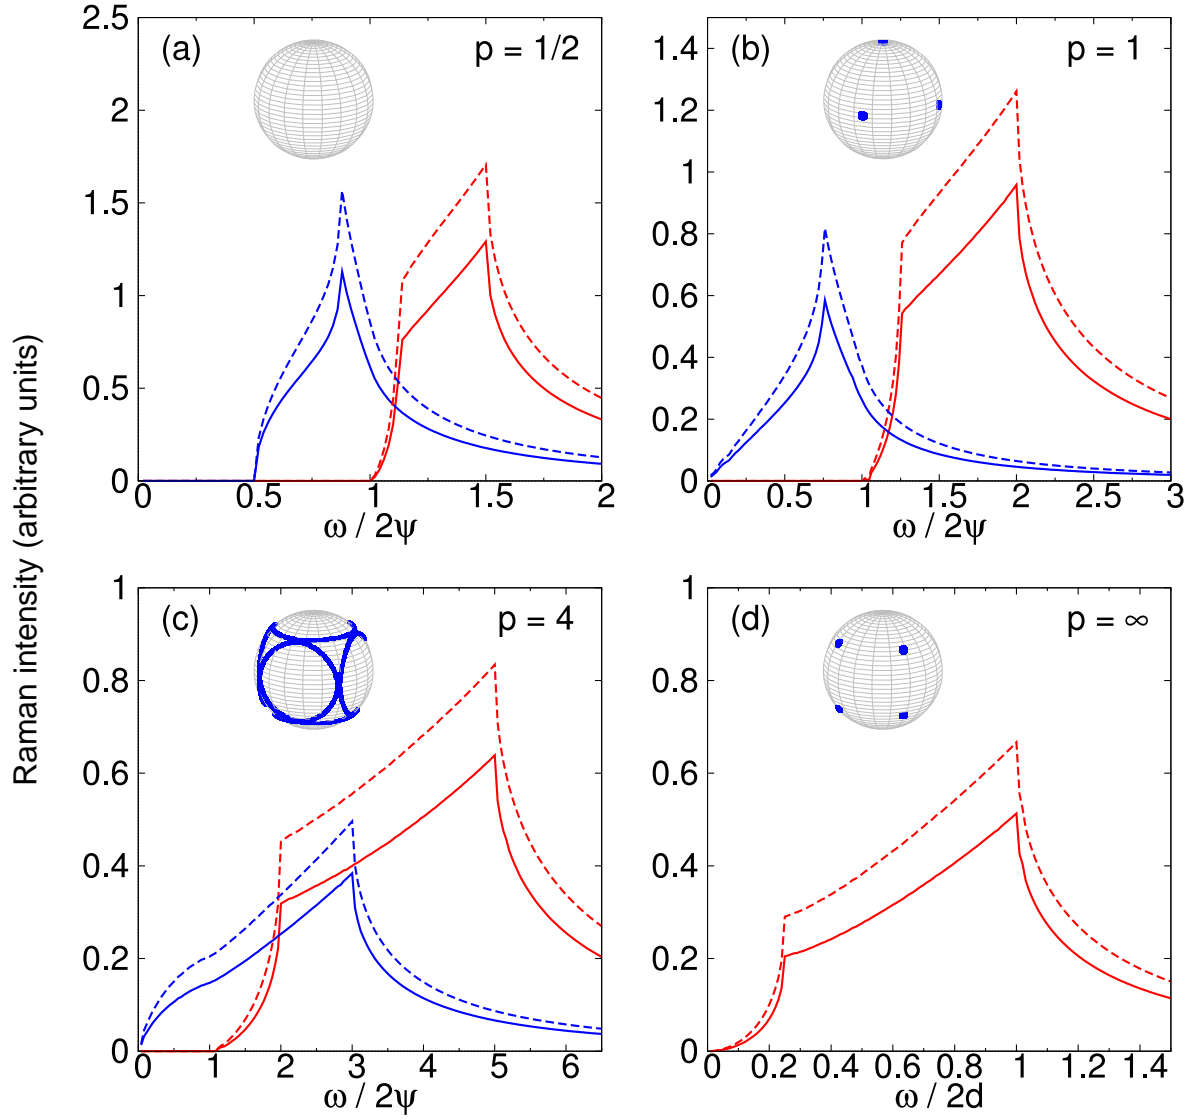 Raman intensity (arbitrary units)
(a)
p = 1/2
2.5
2
1.5
1
0.5
0
0 0.5 1 1.5 2
ω / 2ψ
(b)
p = 1
1.4
1.2
1
0.8
0.6
0.4
0.2
0
0 0.5 1 1.5 2 2.5 3
ω / 2ψ
(c)
p = 4
1
0.8
0.6
0.4
0.2
0
0 1 2 3 4 5 6
ω / 2ψ
(d)
p = ∞
1
0.8
0.6
0.4
0.2
0
0 0.2 0.4 0.6 0.8 1 1.2 1.4
ω / 2d